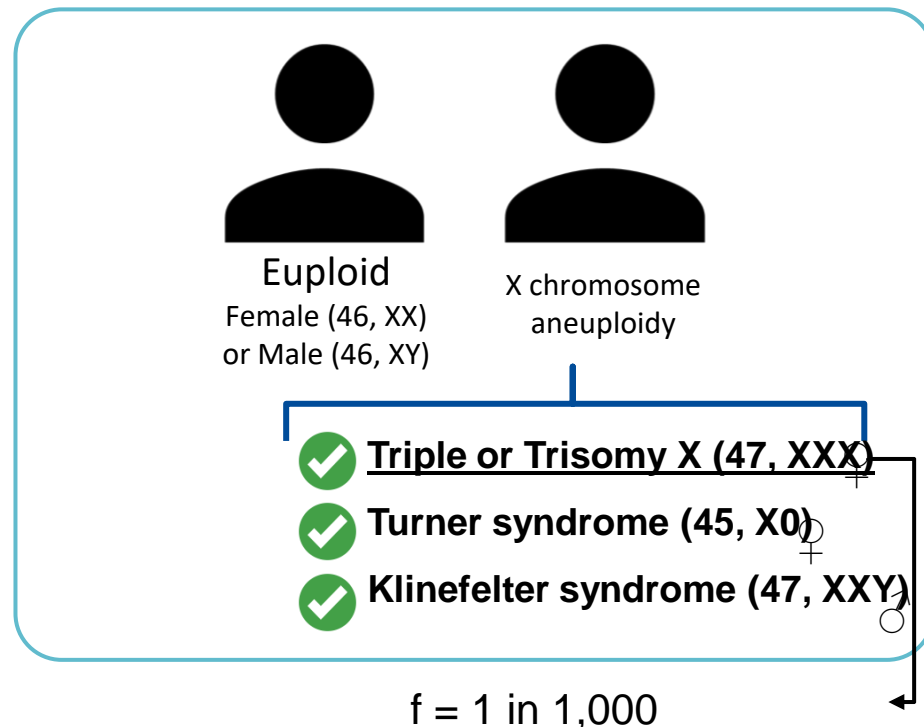 Euploid
Female (46, XX)
or Male (46, XY)
X chromosome
aneuploidy
Triple or Trisomy X (47, XXX)♀
Turner syndrome (45, X0)♀
Klinefelter syndrome (47, XXY)♂
f = 1 in 1,000